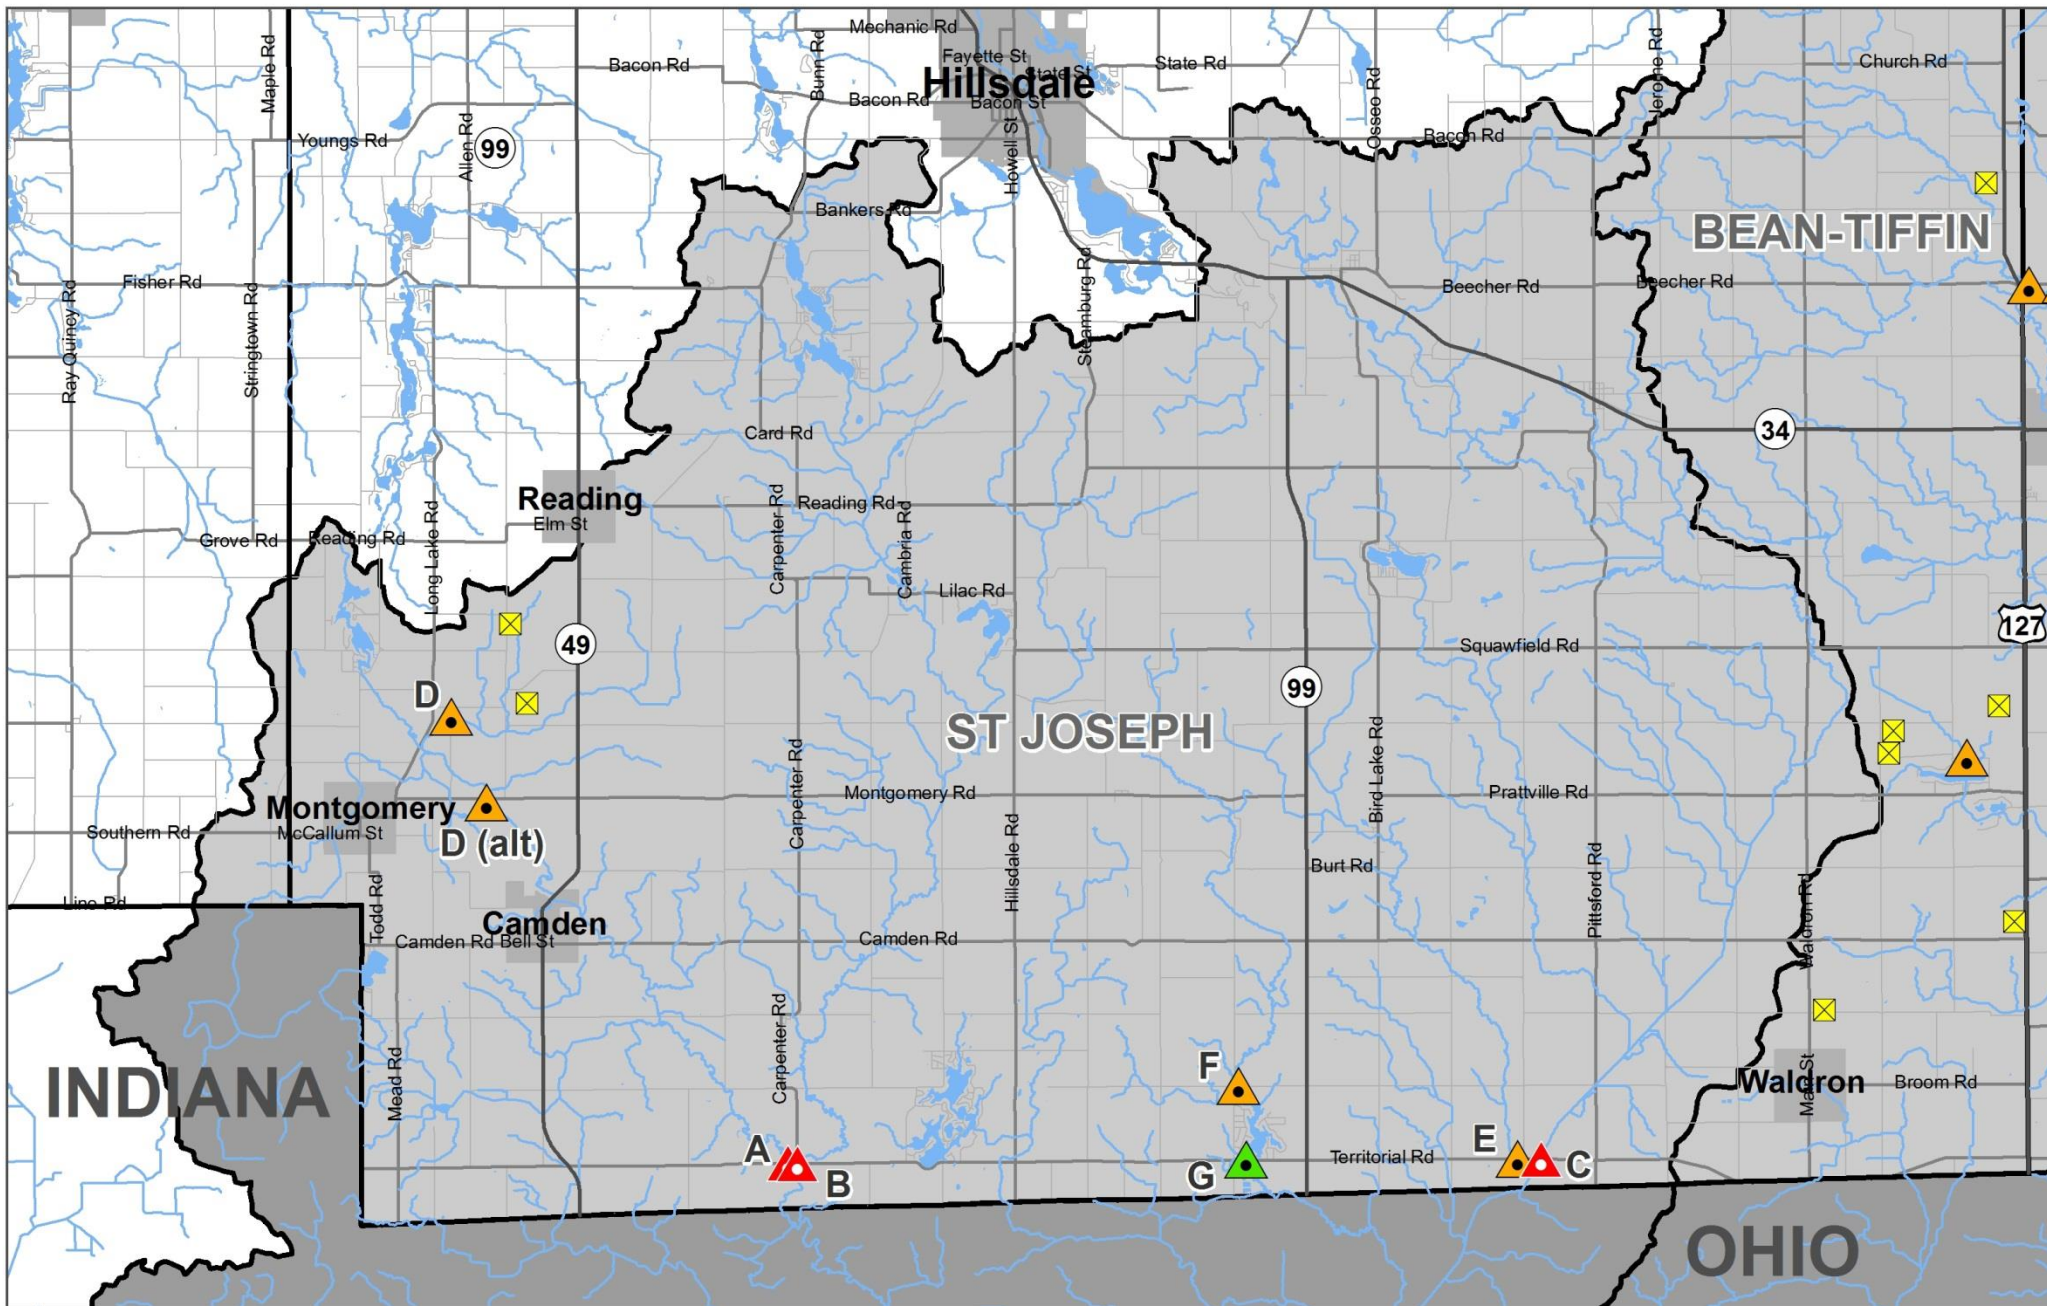 Mechanic Rd
Fayette St
State St
Hillsdale
Bacon St
State Rd
Church Rd
Maple Rd
Bacon Rd
Bunn Rd
Bacon Rd
Jerome Rd
Osseo Rd
Youngs Rd
Allen Rd
99
Howell St
Bacon Rd
Bankers Rd
BEAN-TIFFIN
Fisher Rd
Ray Quincy Rd
Stringtown Rd
Steamburg Rd
Beecher Rd
Beecher Rd
Card Rd
34
Reading
Elm St
Reading Rd
Carpenter Rd
Cambria Rd
Grove Rd
Reading Rd
Long Lake Rd
Lilac Rd
49
Squawfield Rd
127
99
D
ST JOSEPH
Bird Lake Rd
Carpenter Rd
Montgomery Rd
Prattville Rd
Montgomery
McCallum St
Southern Rd
D (alt)
Hillsdale Rd
Burt Rd
Pittsford Rd
Waldron Rd
Line Rd
Todd Rd
Camden
Camden Rd
Bell St
Camden Rd
Carpenter Rd
Mead Rd
INDIANA
F
Waldron
Main St
Broom Rd
A
B
G
Territorial Rd
E
C
OHIO